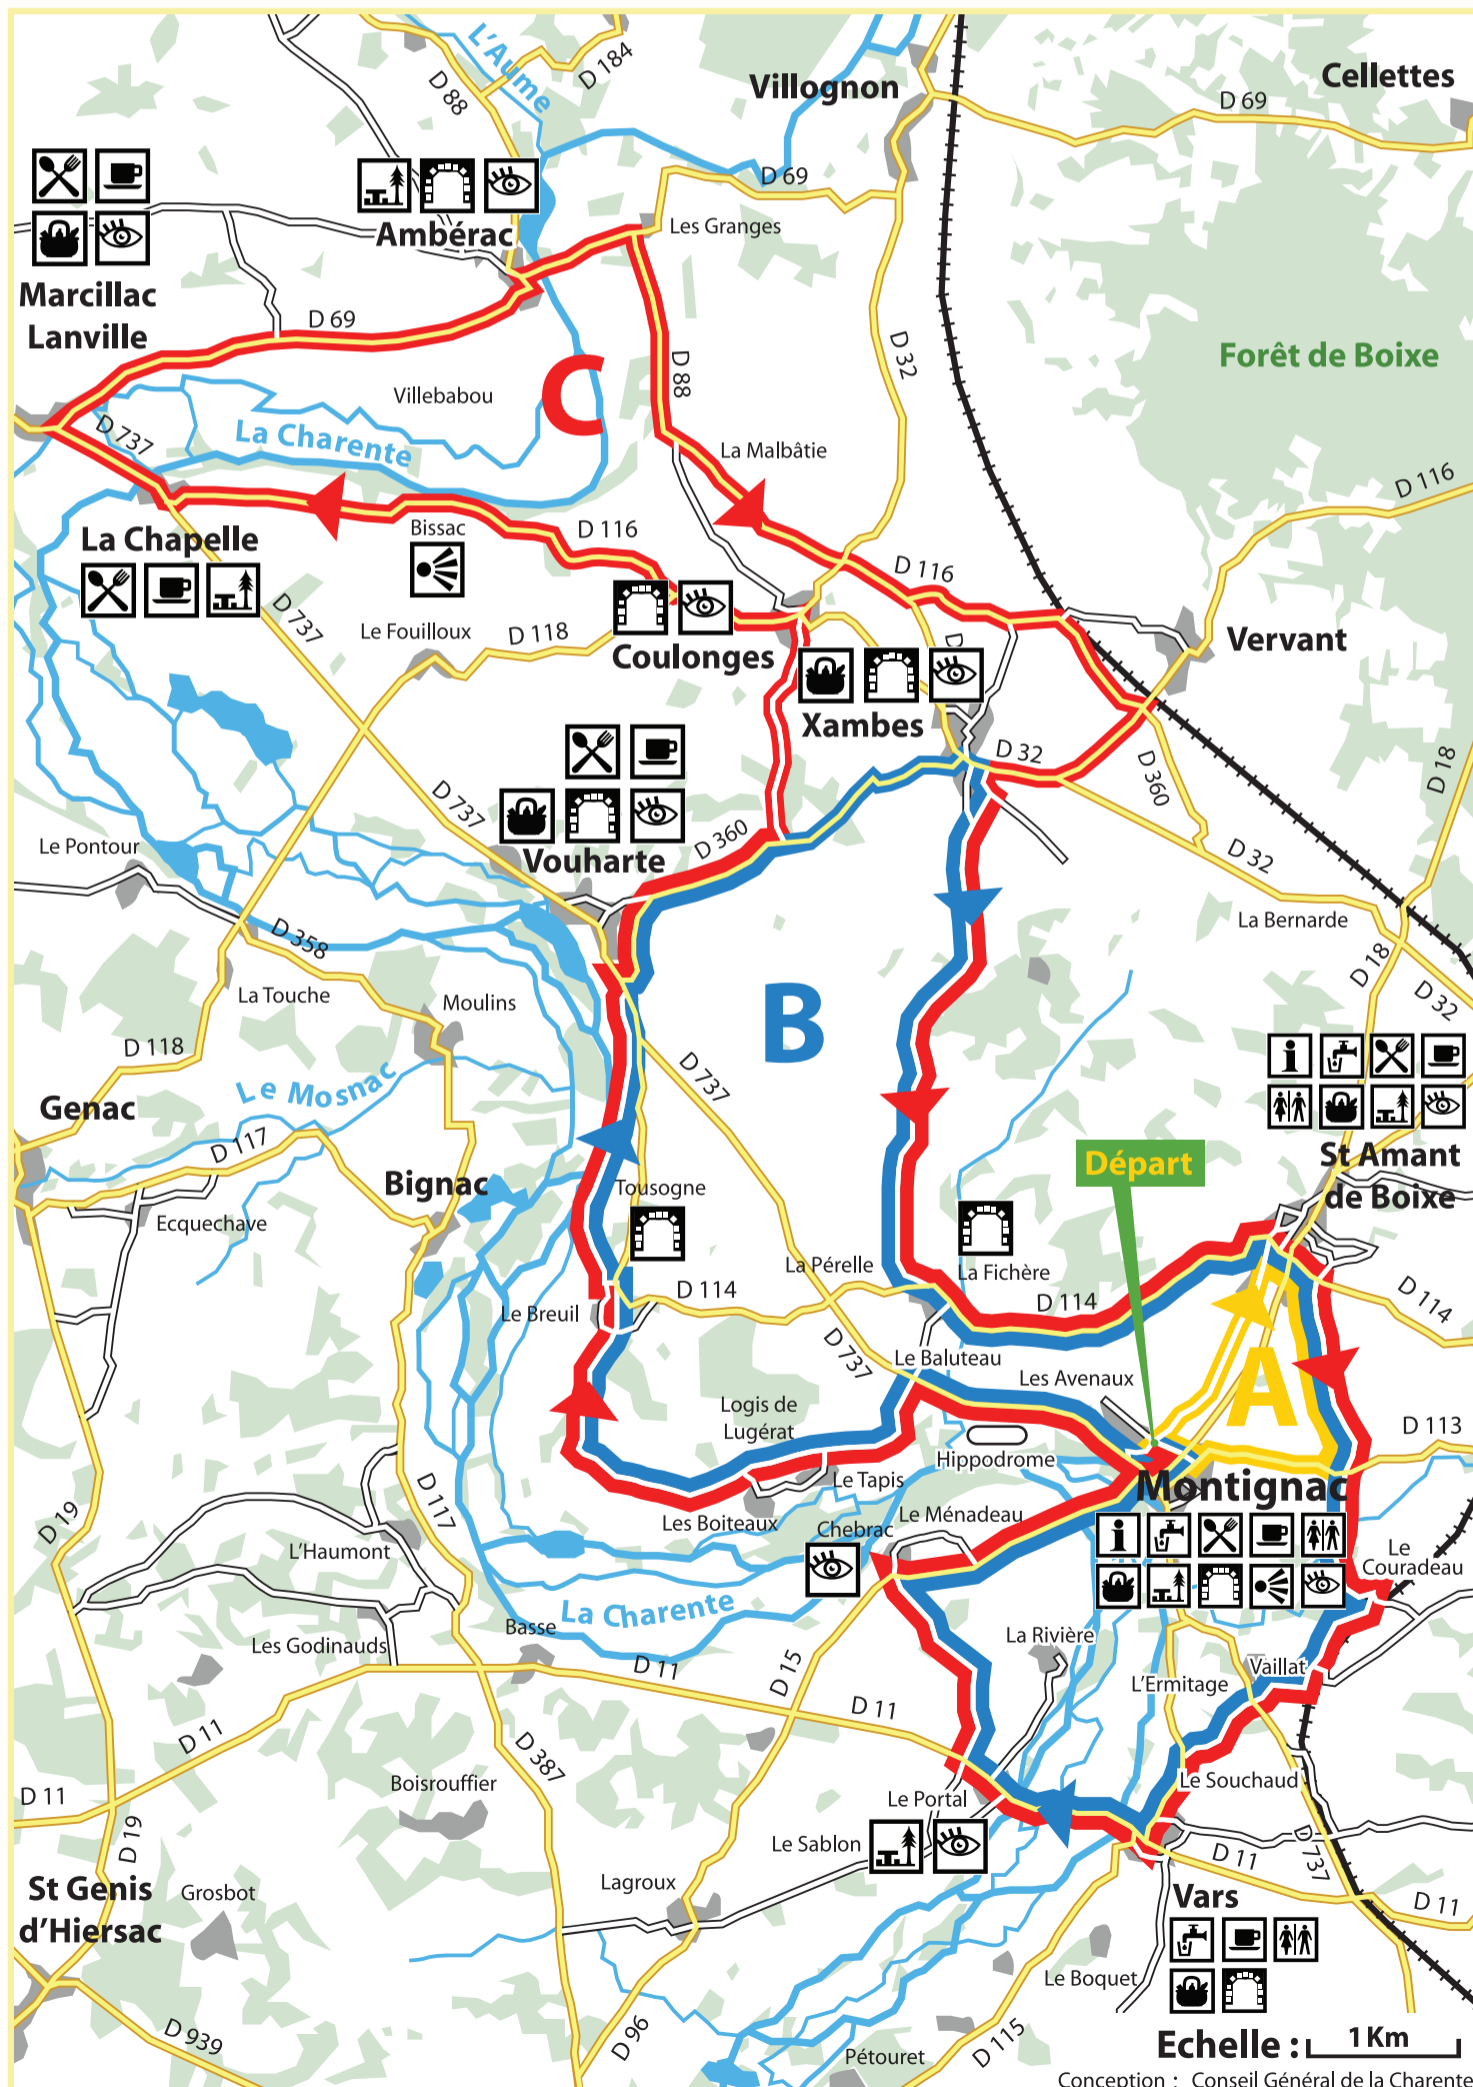 L'Aume
D 184
D 88
Villognon
Cellettes
D 69
D 69
Ambérac
Les Granges
Marcillac
Lanville
D 69
D 88
D 32
Forêt de Boixe
C
Villebabou
D 737
La Charente
La Malbâtie
D 116
La Chapelle
Bissac
D 116
D 116
D 737
Le Fouilloux
D 118
Coulonges
D
Vervant
Xambes
D 32
D 360
D 18
D 737
Le Pontour
Vouharte
D 360
D 32
La Bernarde
D 358
D 18
D 32
La Touche
Moulins
B
D 118
Le Mosnac
D 737
Genac
D 117
Départ
St Amant
de Boixe
Bignac
Tousogne
Ecquechave
La Pérelle
La Fichère
D 114
D 114
D 114
Le Breuil
D 737
Le Baluteau
Les Avenaux
A
Logis de
Lugérat
D 113
Hippodrome
Le Tapis
Montignac
D 19
D 117
Les Boiteaux
Chebrac
Le Ménadeau
L'Haumont
Le
Couradeau
La Charente
Basse
Les Godinauds
La Rivière
D 11
D 15
Vaillat
L'Ermitage
D 11
D 11
D 387
D 11
Boisrouffier
Le Portal
Le Souchaud
D 19
Le Sablon
D 11
D 737
St Genis
d'Hiersac
Grosbot
Lagroux
Vars
D 11
Le Boquet
D 939
D 96
D 115
Pétouret
Echelle : 1 Km
Conception : Conseil Général de la Charente